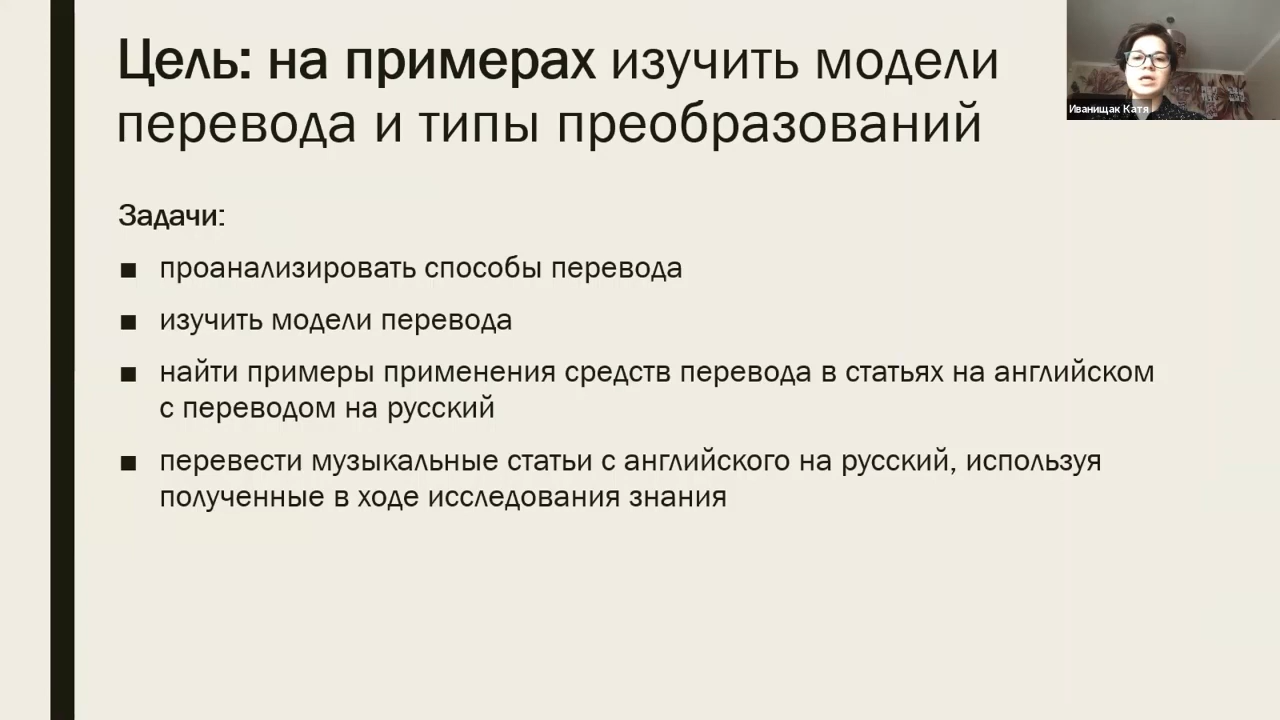 Цель: на примерах изучить модели
перевода и типы преобразований
Иванищак Катя
Задачи:
■ проанализировать способы перевода
■ изучить модели перевода
■ найти примеры применения средств перевода в статьях на английском
с переводом на русский
■ перевести музыкальные статьи с английского на русский, используя
полученные в ходе исследования знания